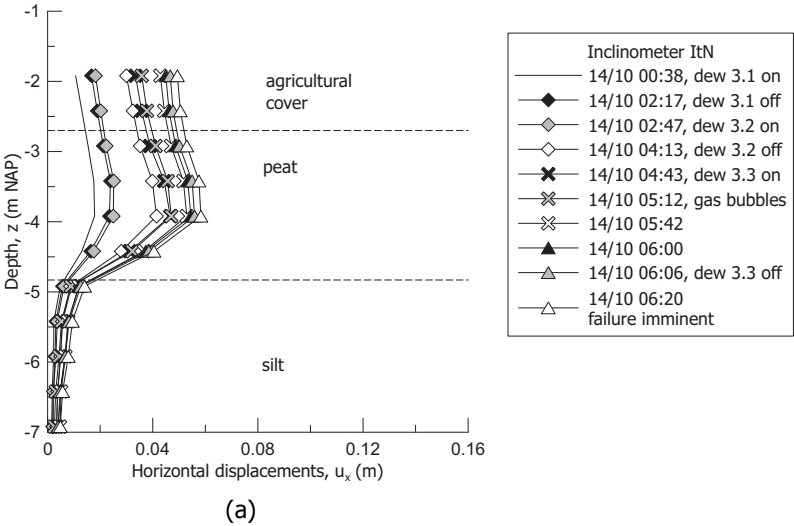 -1
-2
-3
-4
-5
-6
-7
Depth, z (m NAP)
agricultural
cover
peat
silt
0
0.04
0.08
0.12
0.16
Horizontal displacements, uₓ (m)
(a)
Inclinometer ItN
14/10 00:38, dew 3.1 on
14/10 02:17, dew 3.1 off
14/10 02:47, dew 3.2 on
14/10 04:13, dew 3.2 off
14/10 04:43, dew 3.3 on
14/10 05:12, gas bubbles
14/10 05:42
14/10 06:00
14/10 06:06, dew 3.3 off
14/10 06:20
failure imminent